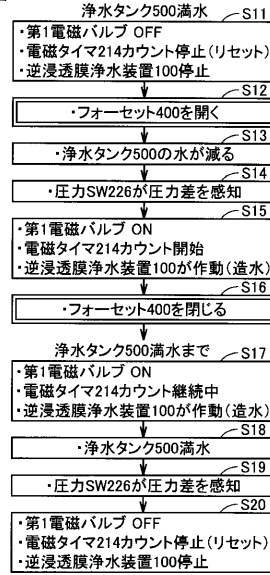 浄水タンク500満水 S11
・第1電磁バルブ OFF
・電磁タイマ214カウント停止(リセット)
・逆浸透膜浄水装置100停止
S12
・フォーセット400を開く
S13
・浄水タンク500の水が減る
S14
・圧力SW226が圧力差を感知
S15
・第1電磁バルブ ON
・電磁タイマ214カウント開始
・逆浸透膜浄水装置100が作動(造水)
S16
・フォーセット400を閉じる
浄水タンク500満水まで S17
・第1電磁バルブ ON
・電磁タイマ214カウント継続中
・逆浸透膜浄水装置100が作動(造水)
S18
・浄水タンク500満水
S19
・圧力SW226が圧力差を感知
S20
・第1電磁バルブ OFF
・電磁タイマ214カウント停止(リセット)
・逆浸透膜浄水装置100停止